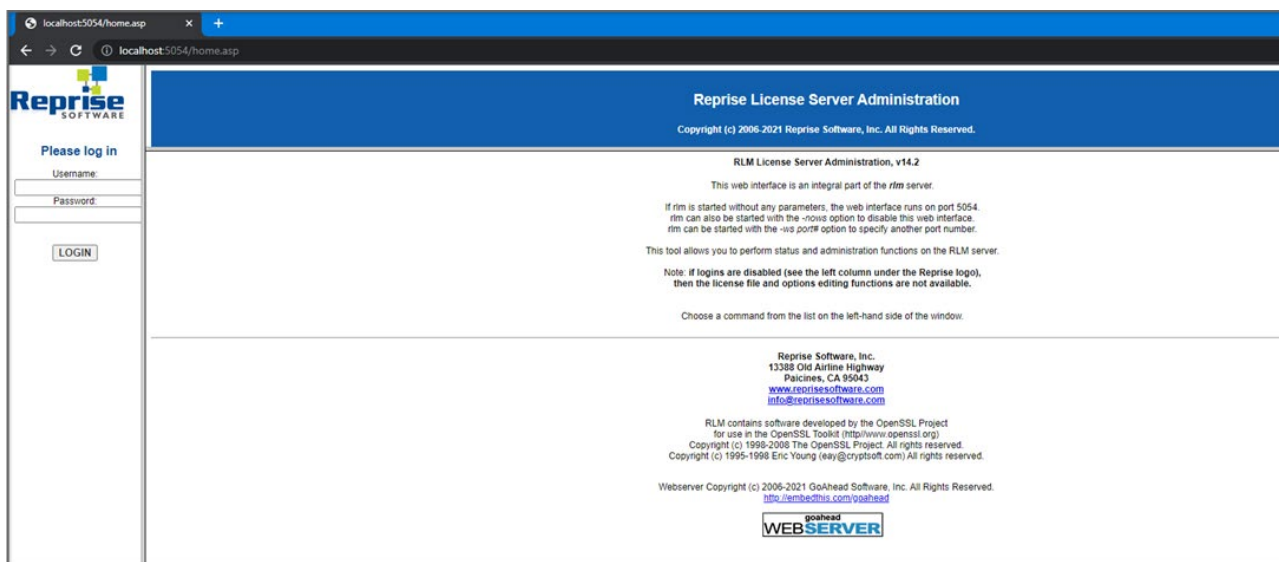 localhost:5054/home.asp
localhost:5054/home.asp
Reprise
SOFTWARE
Please log in
Username:
Password:
LOGIN
Reprise License Server Administration
Copyright (c) 2006-2021 Reprise Software, Inc. All Rights Reserved.
RLM License Server Administration, v14.2
This web interface is an integral part of the rlm server.
If rlm is started without any parameters, the web interface runs on port 5054.
rlm can also be started with the -nows option to disable this web interface.
rlm can be started with the -ws port# option to specify another port number.
This tool allows you to perform status and administration functions on the RLM server.
Note: if logins are disabled (see the left column under the Reprise logo),
then the license file and options editing functions are not available.
Choose a command from the list on the left-hand side of the window.
Reprise Software, Inc.
13388 Old Airline Highway
Paicines, CA 95043
www.reprisesoftware.com
info@reprisesoftware.com
RLM contains software developed by the OpenSSL Project
for use in the OpenSSL Toolkit (http//www.openssl.org)
Copyright (c) 1998-2008 The OpenSSL Project. All rights reserved.
Copyright (c) 1995-1998 Eric Young (eay@cryptsoft.com) All rights reserved.
Webserver Copyright (c) 2006-2021 GoAhead Software, Inc. All Rights Reserved.
http://embedthis.com/goahead
goahead
WEBSERVER